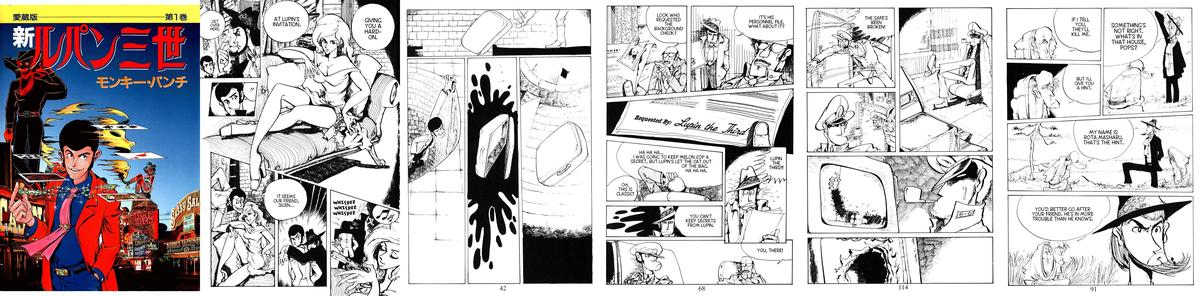 愛蔵版
第1巻
新
ルパン三世
モンキー・パンチ
AT LUPIN'S
INVITATION.
GIVING
YOU A
HARD-
ON.
IT SEEMS
OUR FRIEND,
JIGEN...
WHISPER
WHISPER
WHISPER
42
LOOK WHO
REQUESTED
THE
BACKGROUND
CHECK!!
IT'S HIS
PERSONNEL FILE.
WHAT ABOUT IT?
Requested By: Lupin the Third
HA HA HA...
I WAS GOING TO KEEP MELON COP A
SECRET, BUT LUPIN'S LET THE CAT OUT
OF THE BAG.
HA HA HA.
OH,
THIS IS
CLASSIC!
LUPIN
THE
THIRD!!
YOU CAN'T
KEEP SECRETS
FROM LUPIN.
YOU, THERE!
68
THE SAFE'S
BEEN
BROKEN!
114
IF I TELL
YOU,
THEY'LL
KILL ME.
SOMETHING'S
NOT RIGHT.
WHAT'S IN
THAT HOUSE,
POPS?
BUT I'LL
GIVE YOU
A HINT.
MY NAME IS
ROTA MASHARU.
THAT'S THE HINT.
YOU'D BETTER GO AFTER
YOUR FRIEND. HE'S IN MORE
TROUBLE THAN HE KNOWS.
91